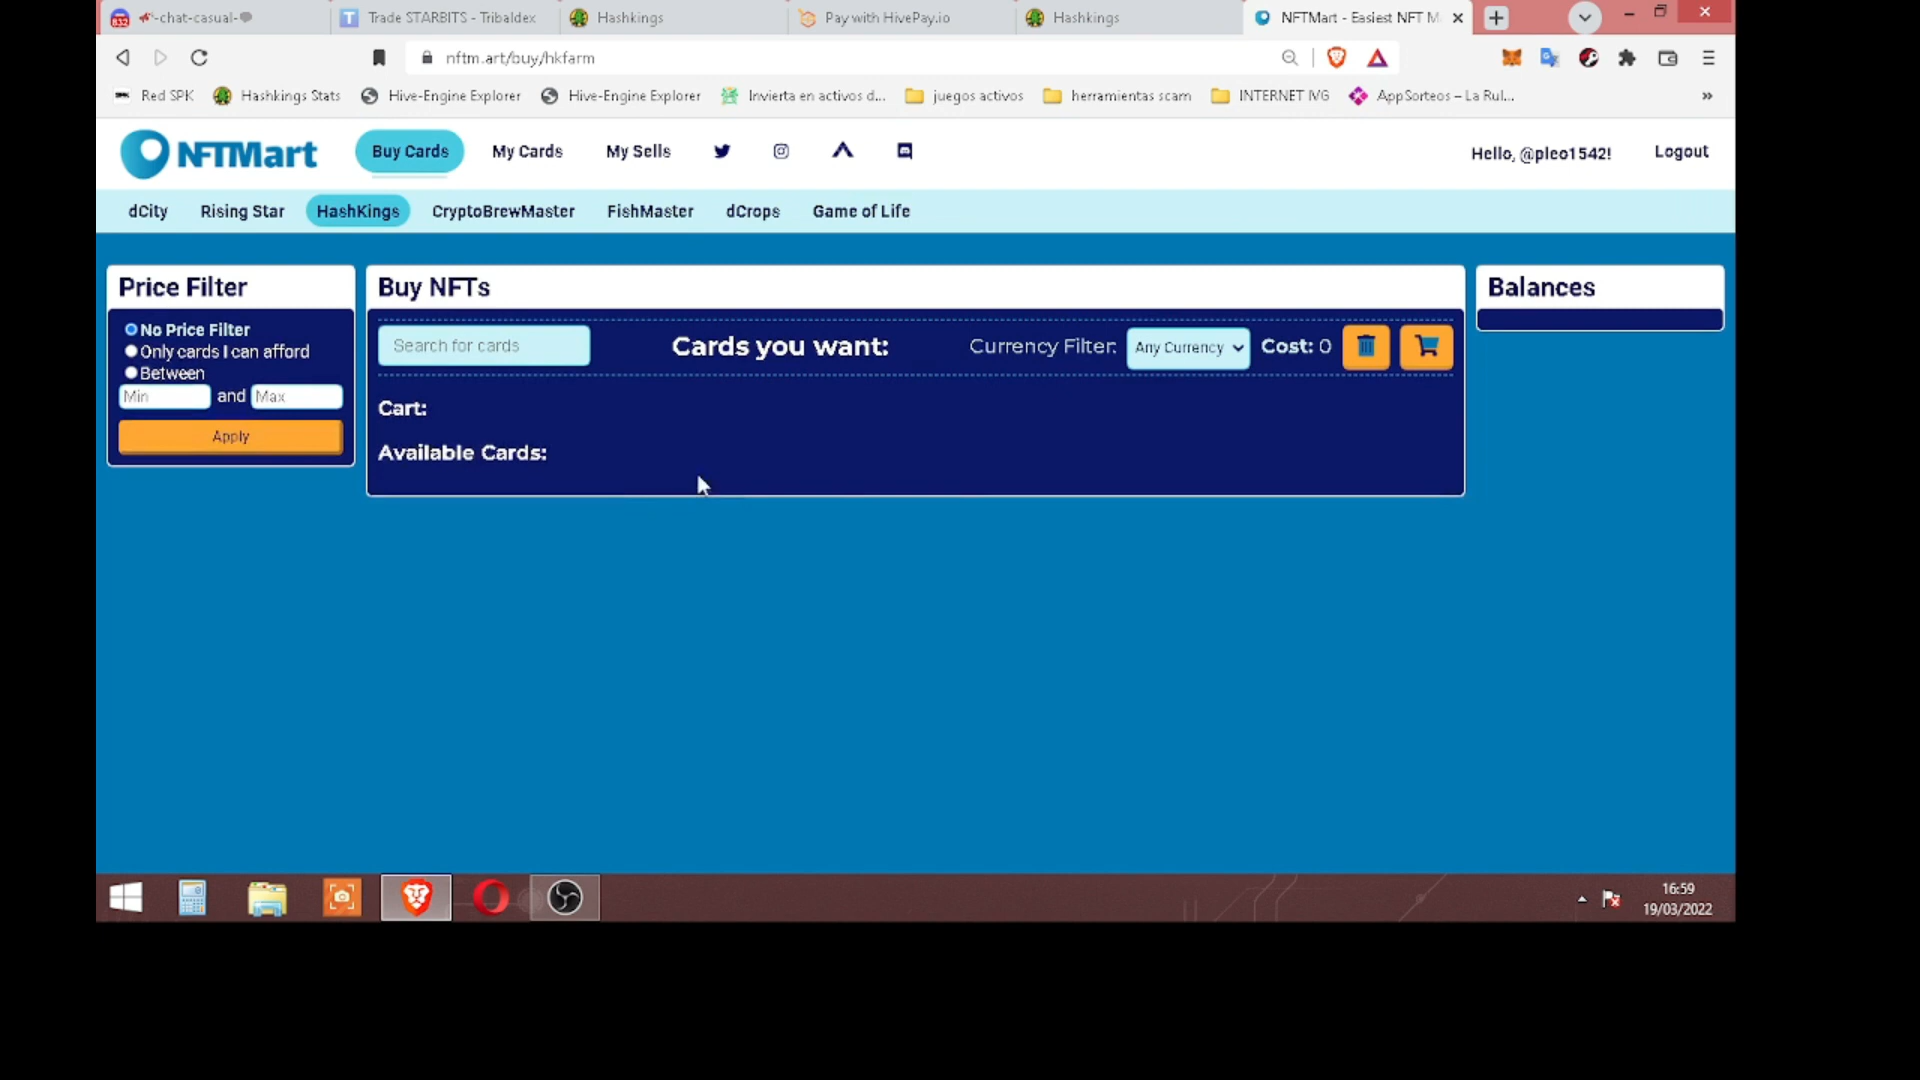 -chat-casual-
Trade STARBITS - Tribaldex
Hashkings
Pay with HivePay.io
Hashkings
NFTMart - Easiest NFT M
nftm.art/buy/hkfarm
Red SPK
Hashkings Stats
Hive-Engine Explorer
Hive-Engine Explorer
Invierta en activos d...
juegos activos
herramientas scam
INTERNET IVG
AppSorteos – La Rul...
»
NFTMart
Buy Cards
My Cards
My Sells
Hello, @pleo1542!
Logout
dCity
Rising Star
HashKings
CryptoBrewMaster
FishMaster
dCrops
Game of Life
Price Filter
No Price Filter
Only cards I can afford
Between
Min and Max
Apply
Buy NFTs
Search for cards
Cards you want:
Currency Filter: Any Currency
Cost: 0
Cart:
Available Cards:
Balances
16:59
19/03/2022